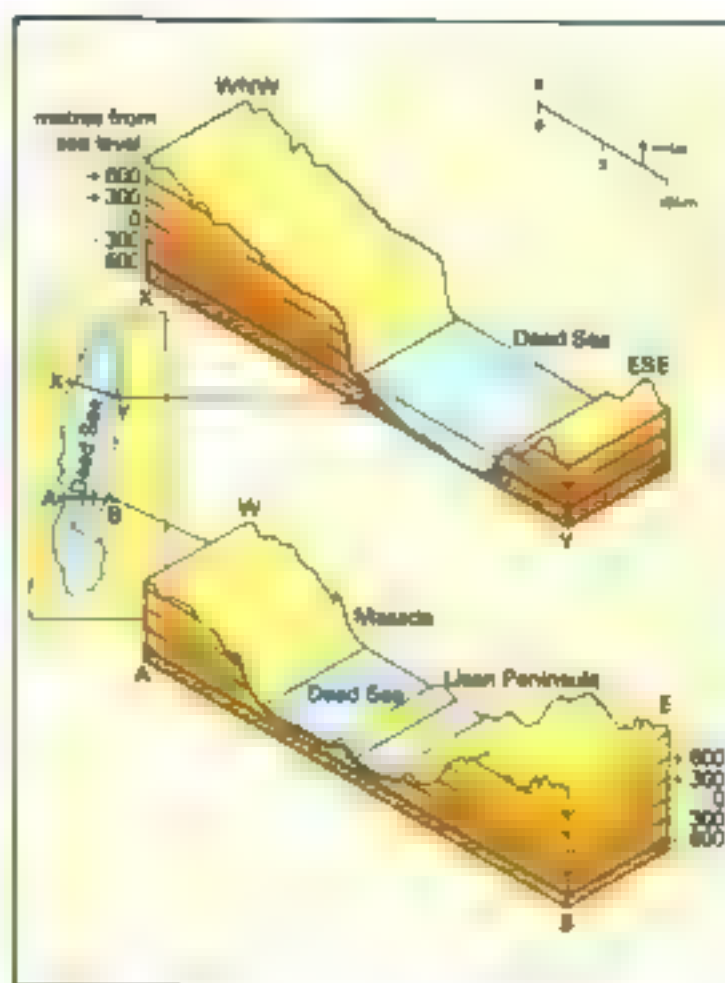 WNW
metres from
sea level
+ 600
+ 300
0
- 300
600
X
Dead Sea
ESE
X
Y
Dead Sea
A
B
Y
W
Masada
A
Dead Sea
Lisan Peninsula
E
+ 600
+ 300
0
300
600
B